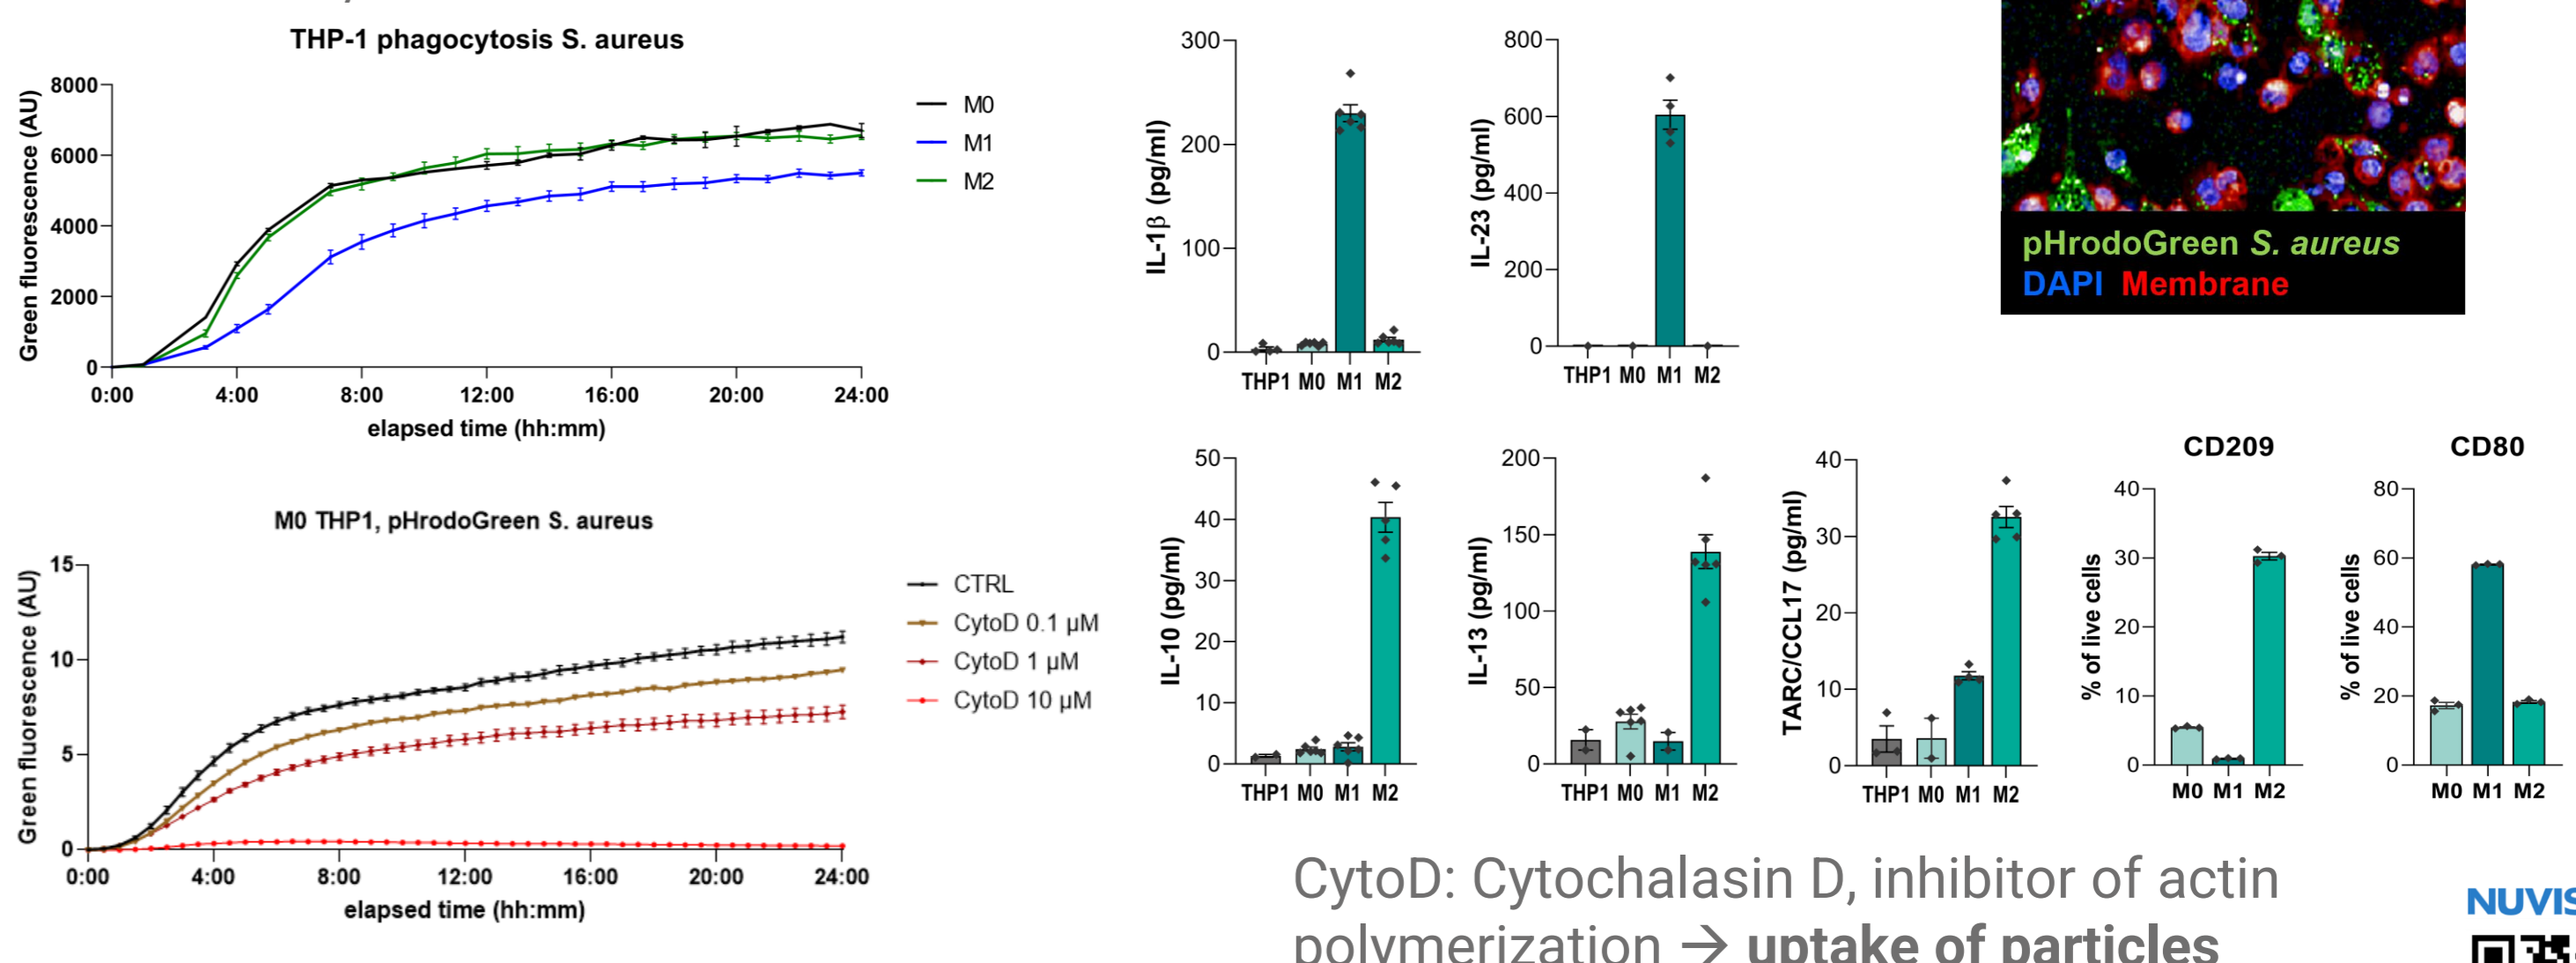 THP-1 phagocytosis S. aureus
Green fluorescence (AU)
8000
6000
4000
2000
0
0:00 4:00 8:00 12:00 16:00 20:00 24:00
elapsed time (hh:mm)
M0
M1
M2
IL-1β (pg/ml)
300
200
100
0
THP1 M0 M1 M2
IL-23 (pg/ml)
800
600
400
200
0
THP1 M0 M1 M2
pHrodoGreen S. aureus
DAPI Membrane
M0 THP1, pHrodoGreen S. aureus
Green fluorescence (AU)
15
10
5
0
0:00 4:00 8:00 12:00 16:00 20:00 24:00
elapsed time (hh:mm)
CTRL
CytoD 0.1 µM
CytoD 1 µM
CytoD 10 µM
IL-10 (pg/ml)
50
40
30
20
10
0
THP1 M0 M1 M2
IL-13 (pg/ml)
200
150
100
50
0
THP1 M0 M1 M2
TARC/CCL17 (pg/ml)
40
30
20
10
0
THP1 M0 M1 M2
CD209
% of live cells
40
30
20
10
0
M0 M1 M2
CD80
% of live cells
80
60
40
20
0
M0 M1 M2
CytoD: Cytochalasin D, inhibitor of actin
polymerization → uptake of particles
NUVIS